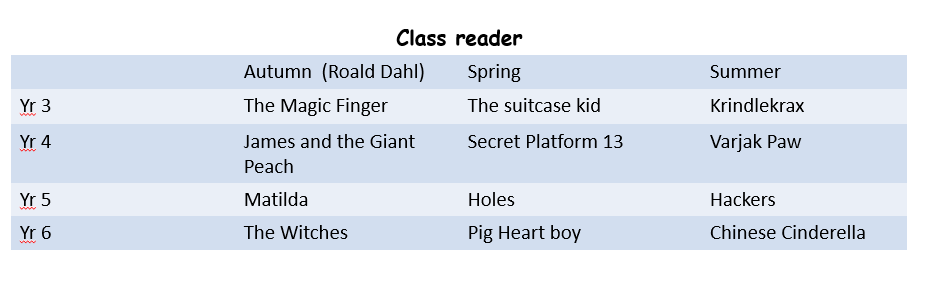 Class reader
Autumn (Roald Dahl) Spring Summer
Yr 3 The Magic Finger The suitcase kid Krindlekrax
Yr 4 James and the Giant Peach Secret Platform 13 Varjak Paw
Yr 5 Matilda Holes Hackers
Yr 6 The Witches Pig Heart boy Chinese Cinderella